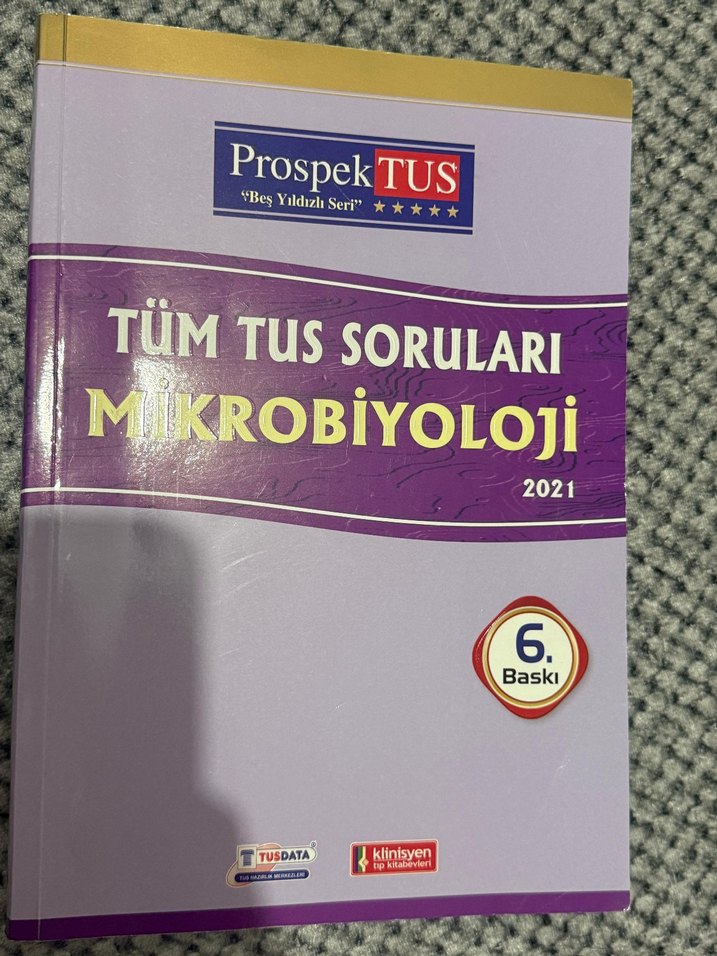 ProspekTUS
“Beş Yıldızlı Seri”
TÜM TUS SORULARI
MİKROBİYOLOJİ
2021
6.
Baskı
TUSDATA
TUS HAZIRLIK MERKEZLERİ
klinisyen
tıp kitabevleri